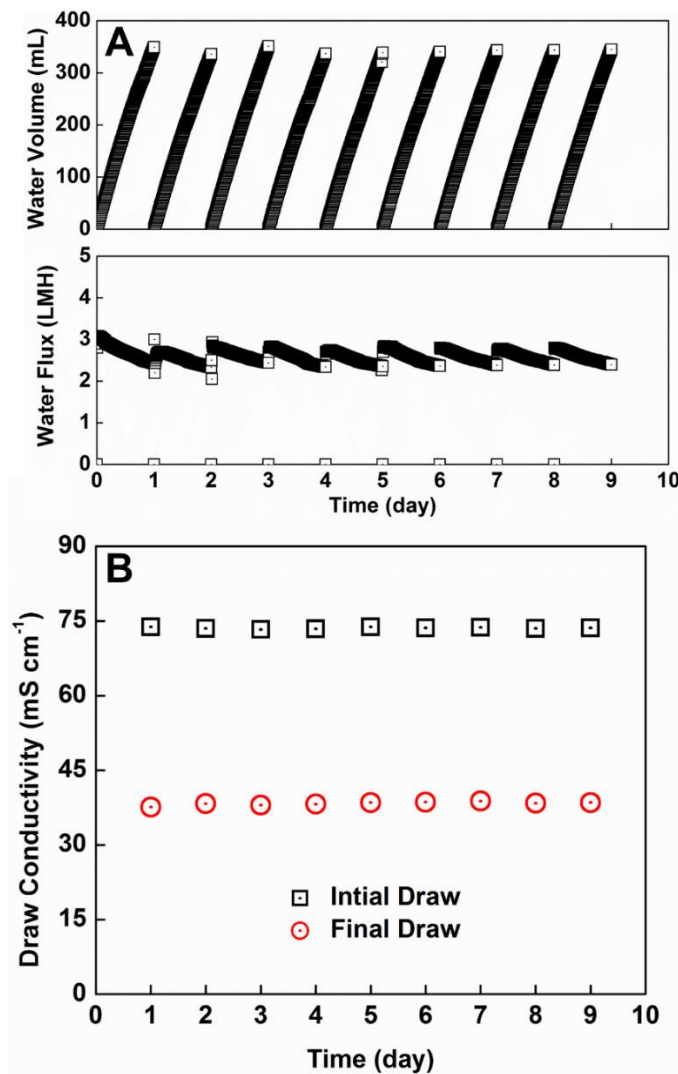 A
Water Volume (mL)
400
300
200
100
0
Water Flux (LMH)
5
4
3
2
1
0
0 1 2 3 4 5 6 7 8 9 10
Time (day)
B
Draw Conductivity (mS cm⁻¹)
90
75
60
45
30
15
0
Intial Draw
Final Draw
0 1 2 3 4 5 6 7 8 9 10
Time (day)